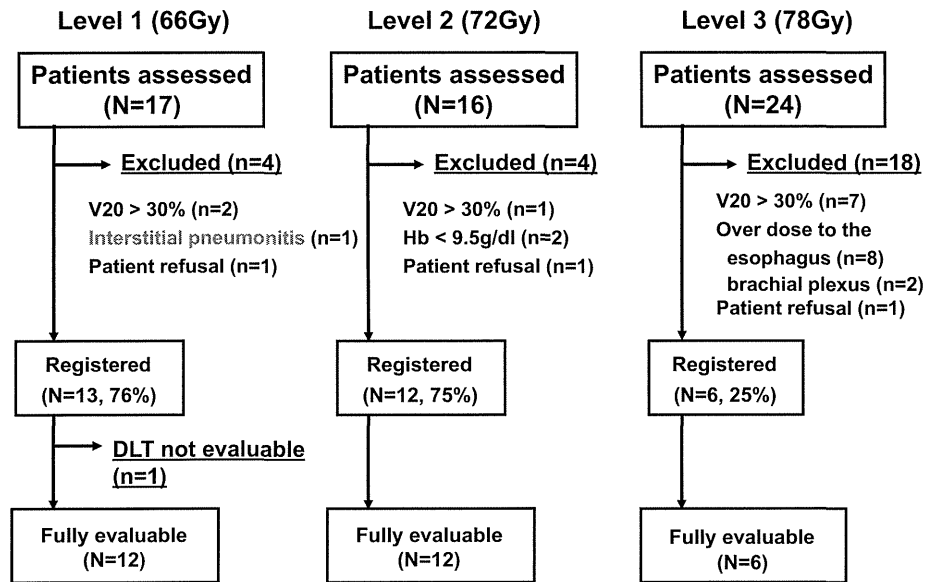 Level 1 (66Gy)
Patients assessed
(N=17)
Excluded (n=4)
V20 > 30% (n=2)
Interstitial pneumonitis (n=1)
Patient refusal (n=1)
Registered
(N=13, 76%)
DLT not evaluable
(n=1)
Fully evaluable
(N=12)
Level 2 (72Gy)
Patients assessed
(N=16)
Excluded (n=4)
V20 > 30% (n=1)
Hb < 9.5g/dl (n=2)
Patient refusal (n=1)
Registered
(N=12, 75%)
Fully evaluable
(N=12)
Level 3 (78Gy)
Patients assessed
(N=24)
Excluded (n=18)
V20 > 30% (n=7)
Over dose to the
esophagus (n=8)
brachial plexus (n=2)
Patient refusal (n=1)
Registered
(N=6, 25%)
Fully evaluable
(N=6)